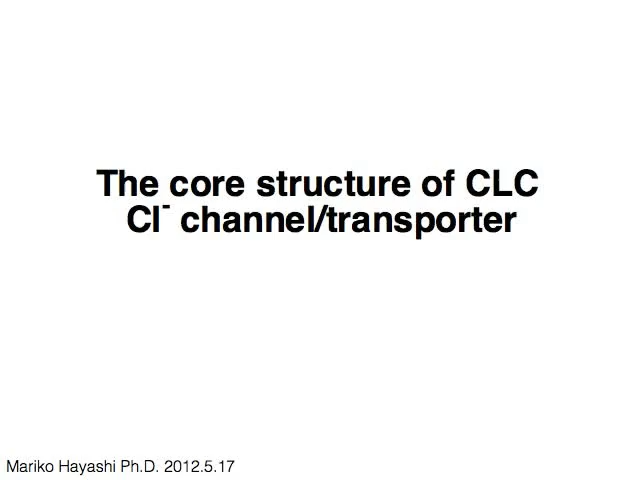 The core structure of CLC
Cl⁻ channel/transporter
Mariko Hayashi Ph.D. 2012.5.17